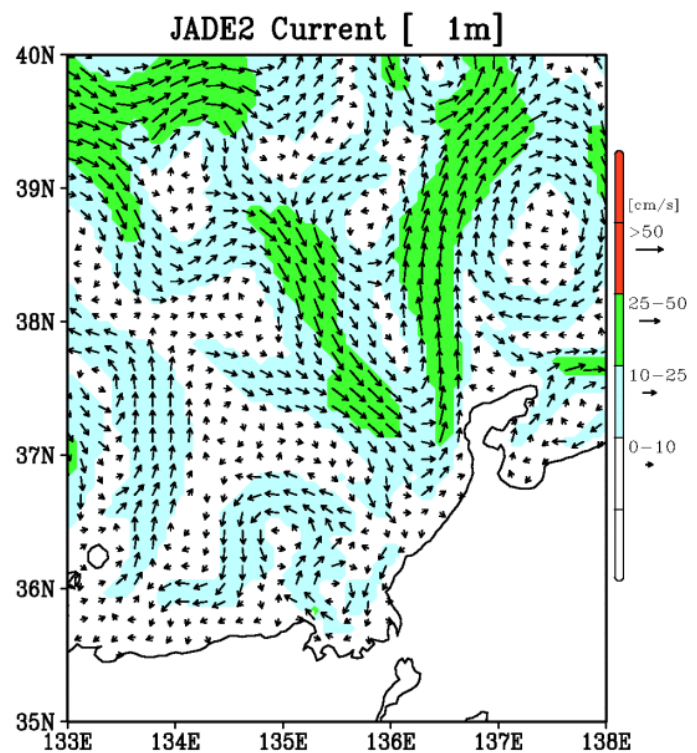 JADE2 Current [  1m]
40N
39N
38N
37N
36N
35N
133E
134E
135E
136E
137E
138E
[cm/s]
>50
25-50
10-25
0-10